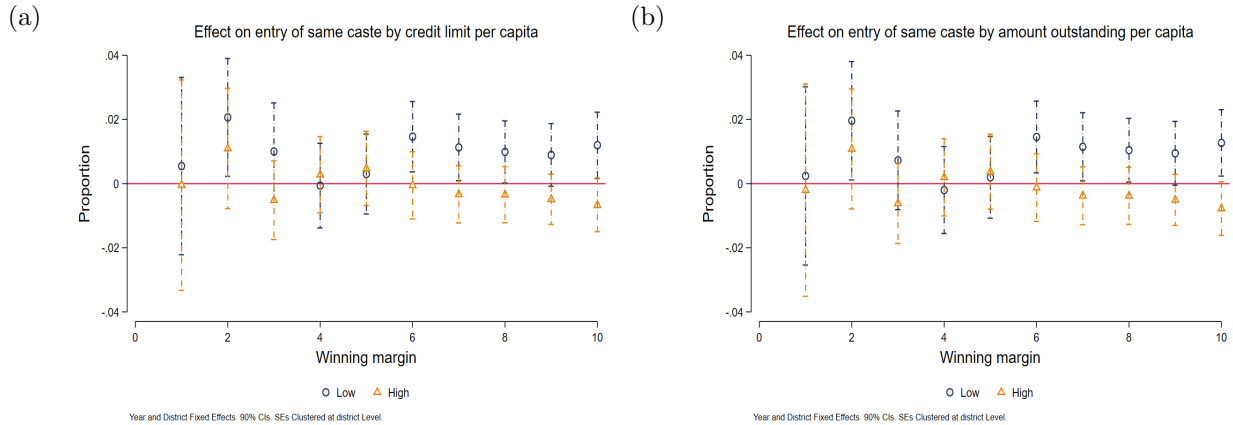 (a)
Effect on entry of same caste by credit limit per capita
Proportion
.04
.02
0
-.02
-.04
0 2 4 6 8 10
Winning margin
Low High
Year and District Fixed Effects. 90% CIs. SEs Clustered at district Level.
(b)
Effect on entry of same caste by amount outstanding per capita
Proportion
.04
.02
0
-.02
-.04
0 2 4 6 8 10
Winning margin
Low High
Year and District Fixed Effects. 90% CIs. SEs Clustered at district Level.